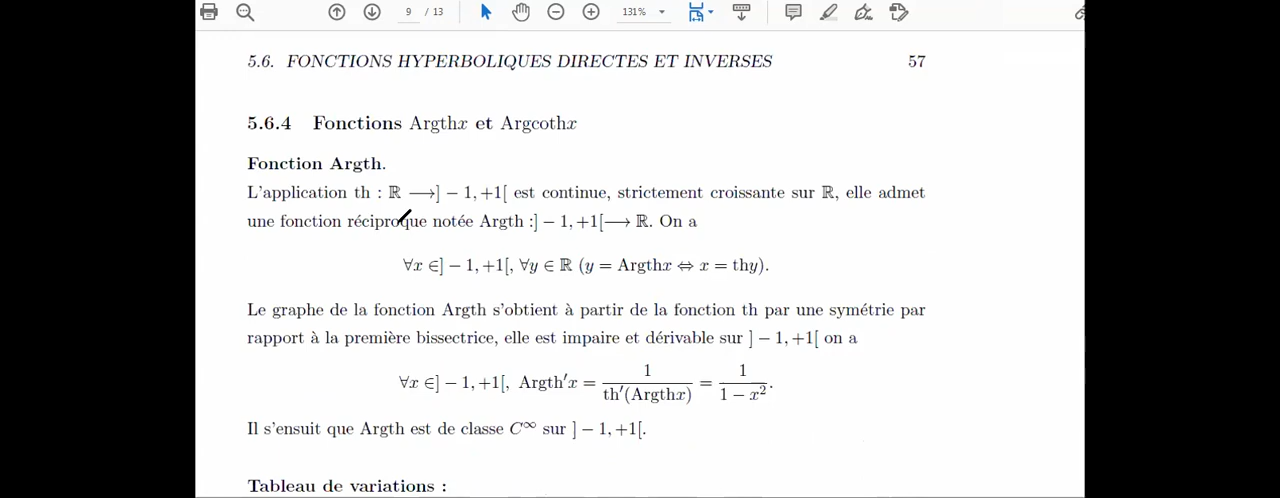 9 / 13 131%
5.6. FONCTIONS HYPERBOLIQUES DIRECTES ET INVERSES 57
5.6.4 Fonctions Argthx et Argcothx
Fonction Argth.
L'application th : ℝ ⟶] − 1, +1[ est continue, strictement croissante sur ℝ, elle admet
une fonction réciproque notée Argth :] − 1, +1[⟶ ℝ. On a
∀x ∈] − 1, +1[, ∀y ∈ ℝ (y = Argthx ⇔ x = thy).
Le graphe de la fonction Argth s'obtient à partir de la fonction th par une symétrie par
rapport à la première bissectrice, elle est impaire et dérivable sur ] − 1, +1[ on a
∀x ∈] − 1, +1[, Argth′x = 1/th′(Argthx) = 1/1 − x².
Il s'ensuit que Argth est de classe C∞ sur ] − 1, +1[.
Tableau de variations :